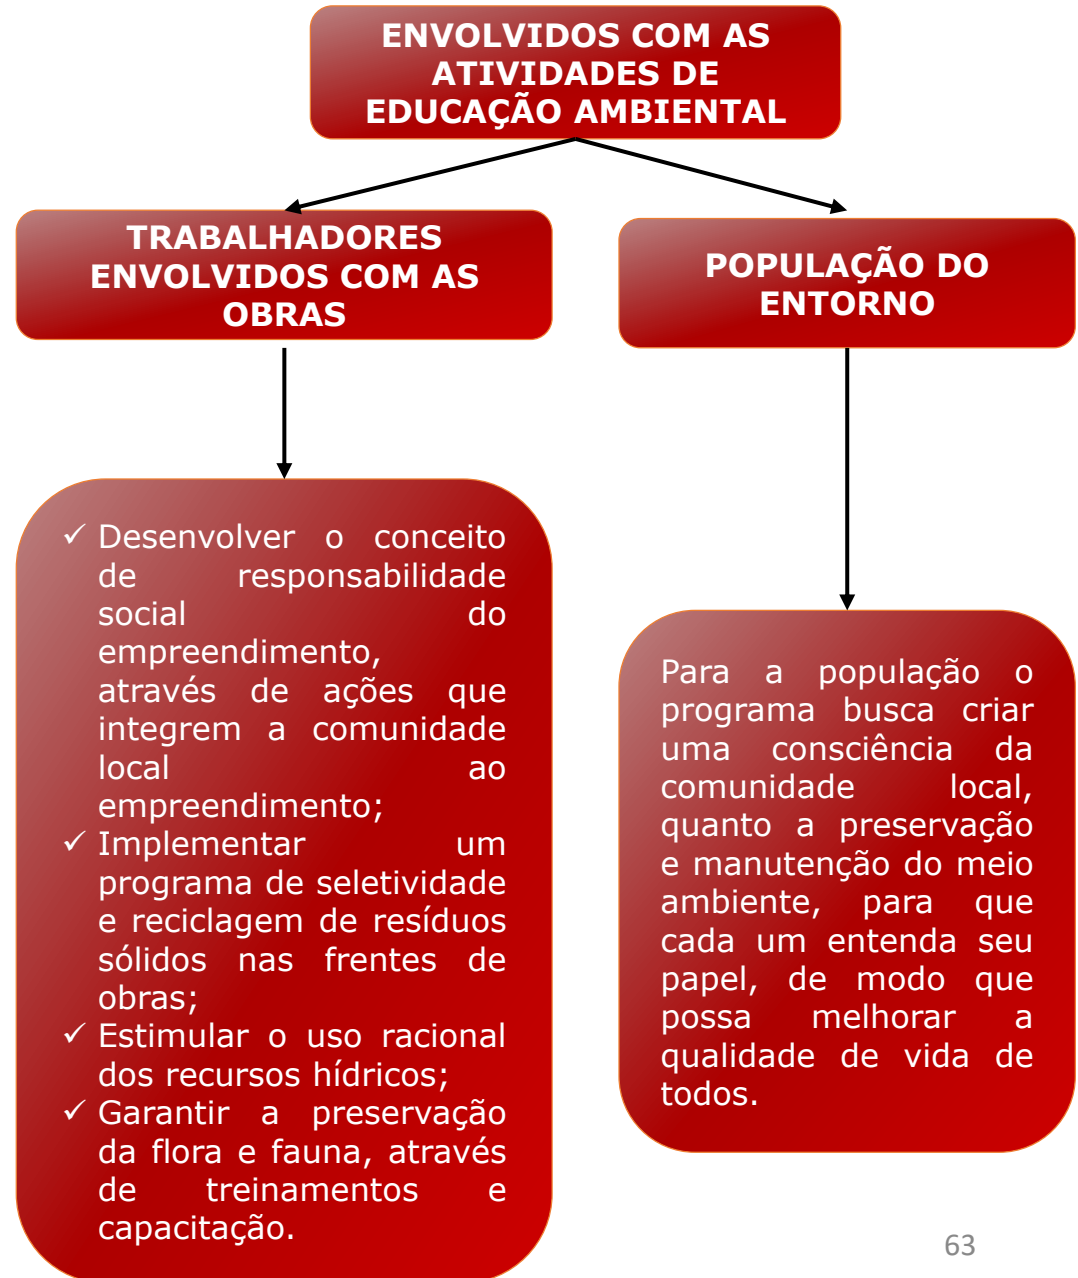 ENVOLVIDOS COM AS
ATIVIDADES DE
EDUCAÇÃO AMBIENTAL
TRABALHADORES
ENVOLVIDOS COM AS
OBRAS
POPULAÇÃO DO
ENTORNO
✓ Desenvolver o conceito
de responsabilidade
social do
empreendimento,
através de ações que
integrem a comunidade
local ao
empreendimento;
✓ Implementar um
programa de seletividade
e reciclagem de resíduos
sólidos nas frentes de
obras;
✓ Estimular o uso racional
dos recursos hídricos;
✓ Garantir a preservação
da flora e fauna, através
de treinamentos e
capacitação.
Para a população o
programa busca criar
uma consciência da
comunidade local,
quanto a preservação
e manutenção do meio
ambiente, para que
cada um entenda seu
papel, de modo que
possa melhorar a
qualidade de vida de
todos.
63